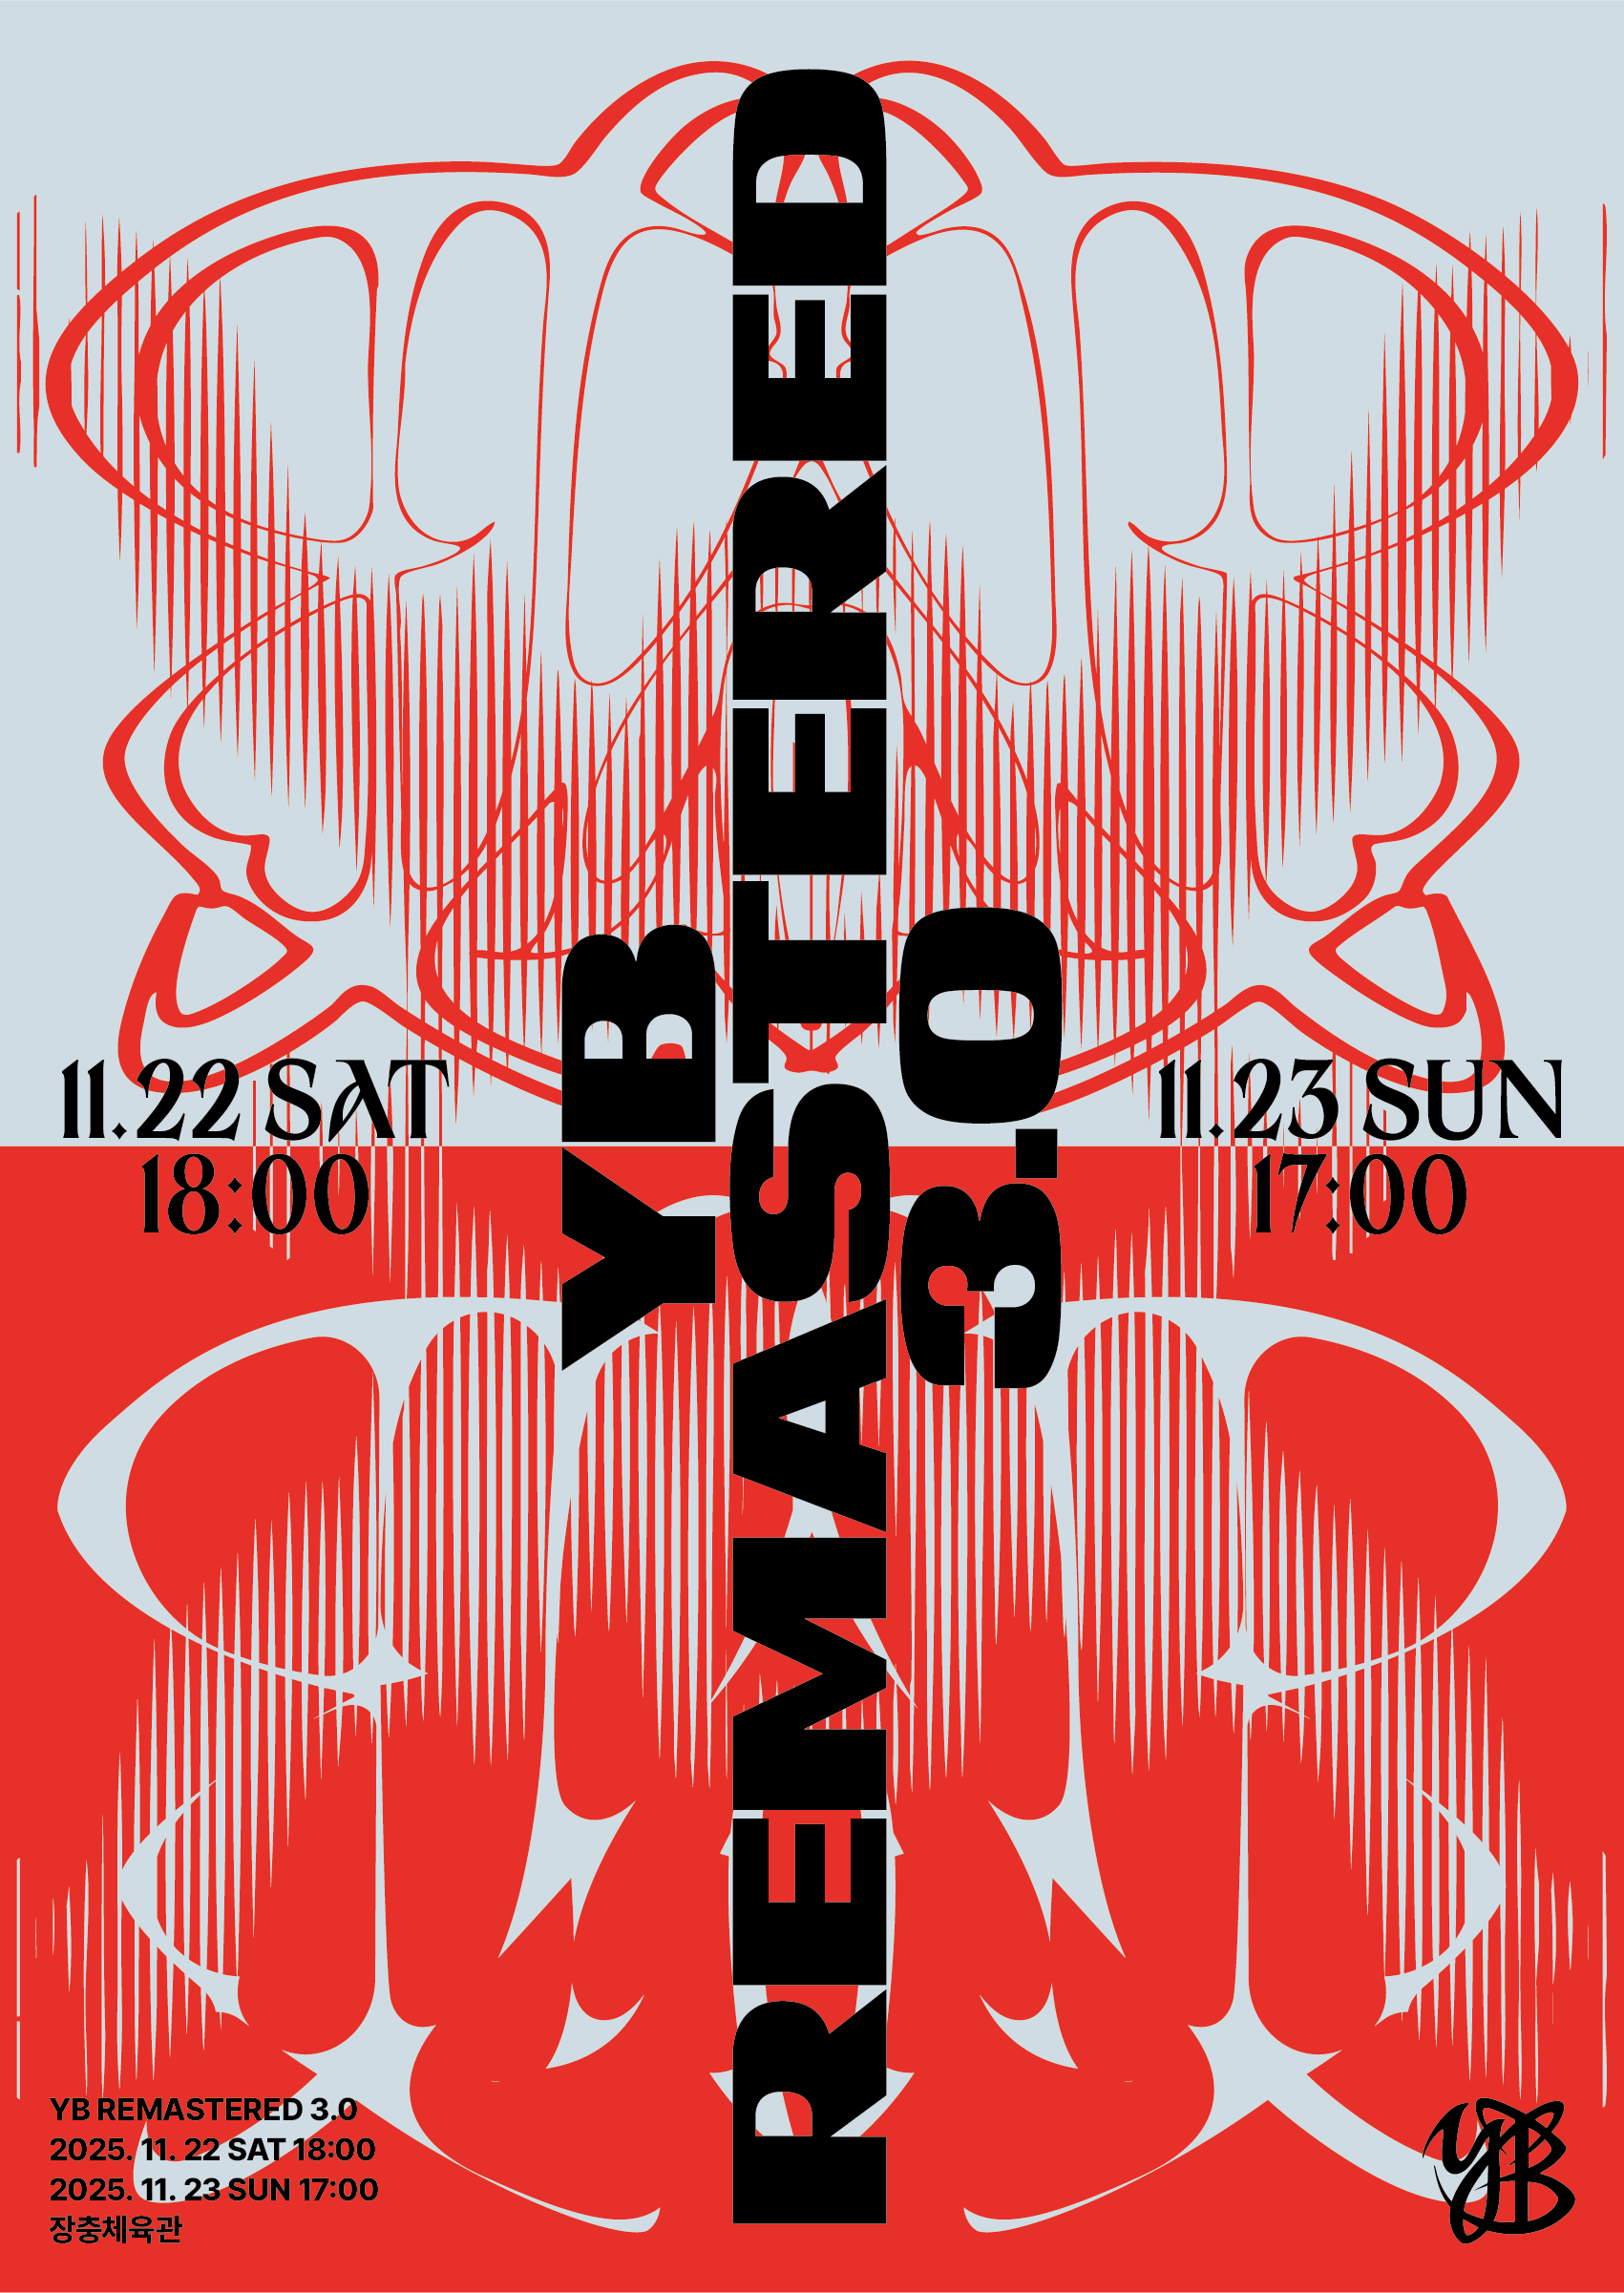 YB
REMASTERED
3.0
11.22 SAT
18:00
11.23 SUN
17:00
YB REMASTERED 3.0
2025. 11. 22 SAT 18:00
2025. 11. 23 SUN 17:00
장충체육관
YB